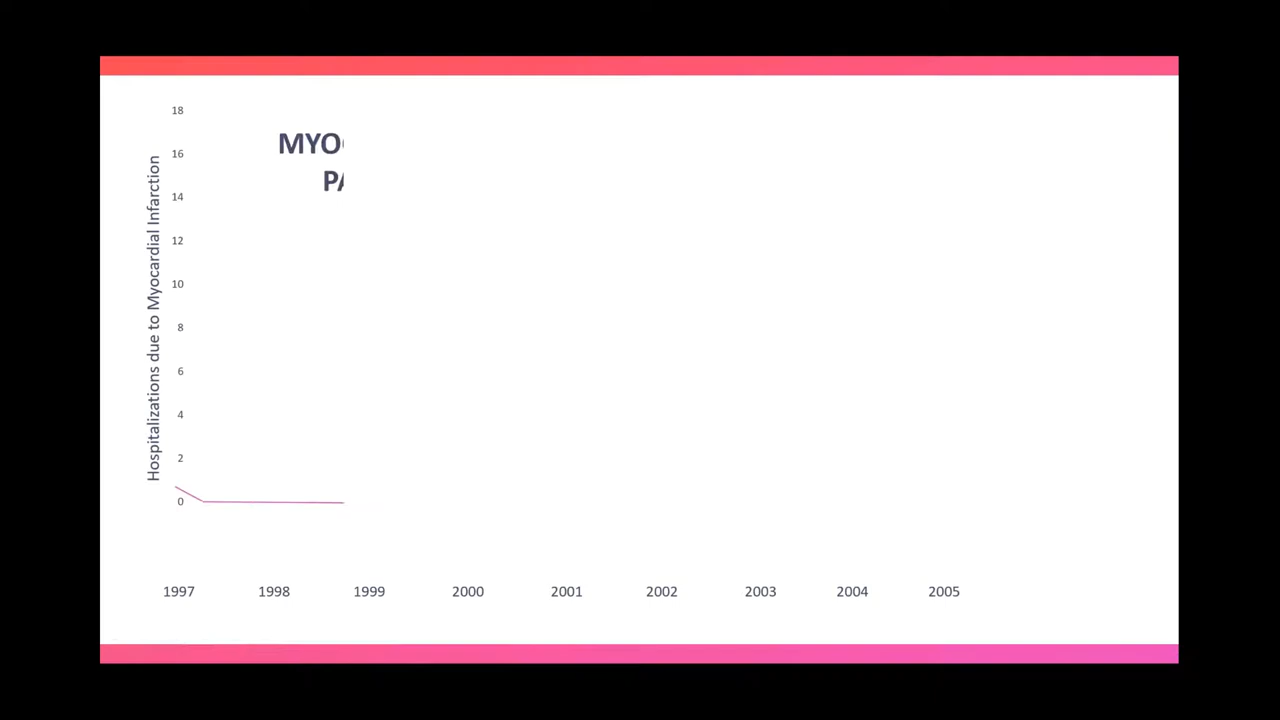 18
MYO
PA
16
14
12
10
8
6
4
2
0
Hospitalizations due to Myocardial Infarction
1997 1998 1999 2000 2001 2002 2003 2004 2005